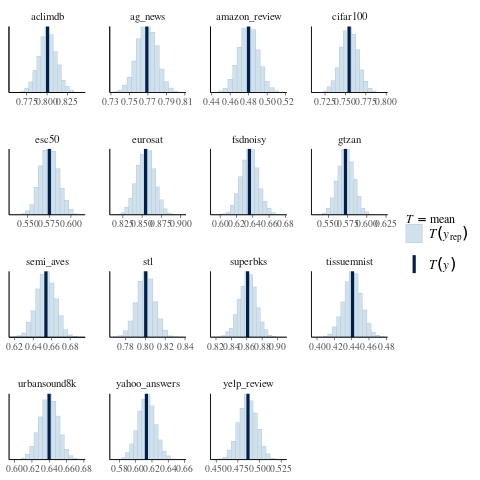 aclimdb ag_news amazon_review cifar100
0.775 0.800 0.825 0.73 0.75 0.77 0.79 0.81 0.44 0.46 0.48 0.50 0.52 0.725 0.750 0.775 0.800
esc50 eurosat fsdnoisy gtzan
0.550 0.575 0.600 0.825 0.850 0.875 0.900 0.60 0.62 0.64 0.66 0.68 0.550 0.575 0.600 0.625
T = mean
T(yrep)
T(y)
semi_aves stl superbks tissuemnist
0.62 0.64 0.66 0.68 0.78 0.80 0.82 0.84 0.82 0.84 0.86 0.88 0.90 0.40 0.42 0.44 0.46 0.48
urbansound8k yahoo_answers yelp_review
0.60 0.62 0.64 0.66 0.68 0.58 0.60 0.62 0.64 0.66 0.450 0.475 0.500 0.525